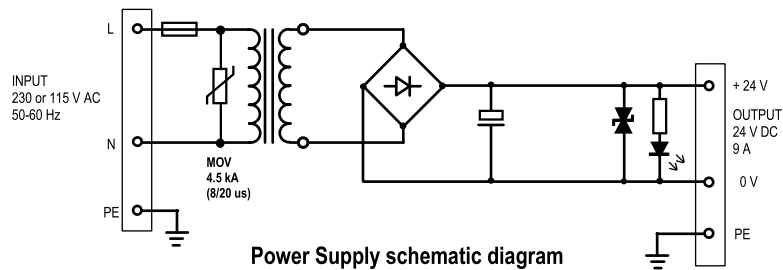 L
INPUT
230 or 115 V AC
50-60 Hz
N
PE
MOV
4.5 kA
(8/20 us)
+ 24 V
OUTPUT
24 V DC
9 A
0 V
PE
Power Supply schematic diagram